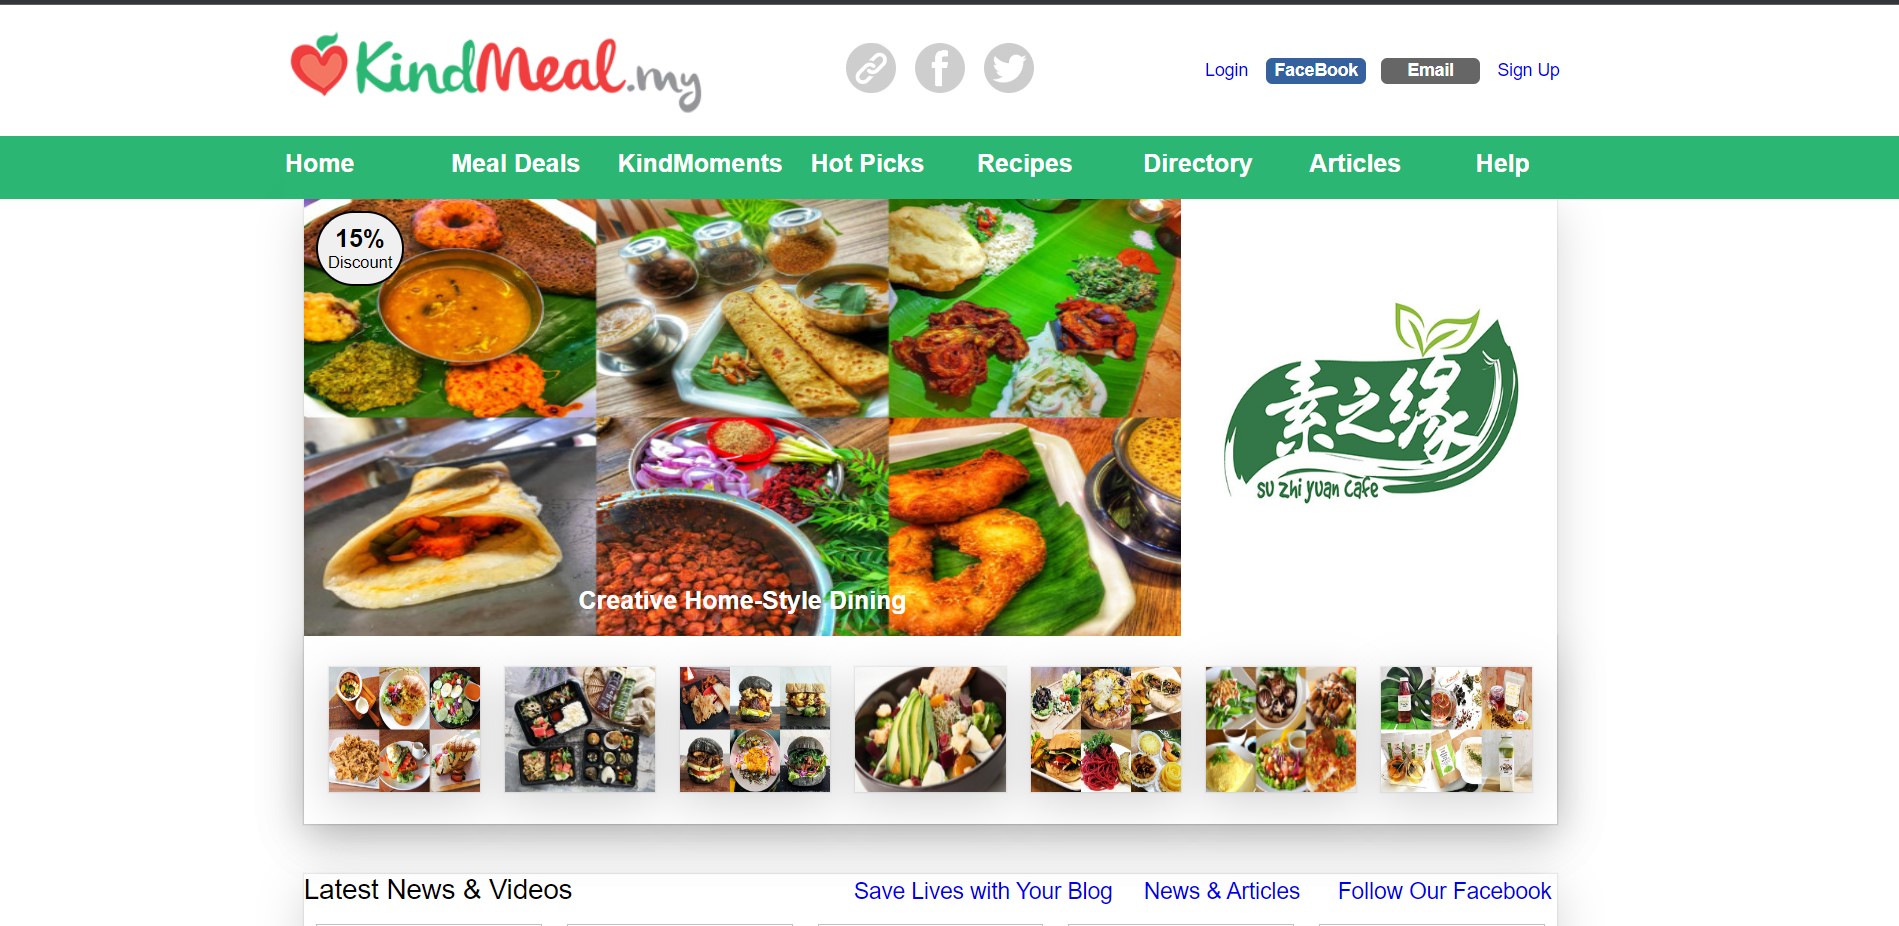 KindMeal.my
Login FaceBook Email Sign Up
Home Meal Deals KindMoments Hot Picks Recipes Directory Articles Help
15%
Discount
素之缘
su zhi yuan cafe
Creative Home-Style Dining
Latest News & Videos Save Lives with Your Blog News & Articles Follow Our Facebook